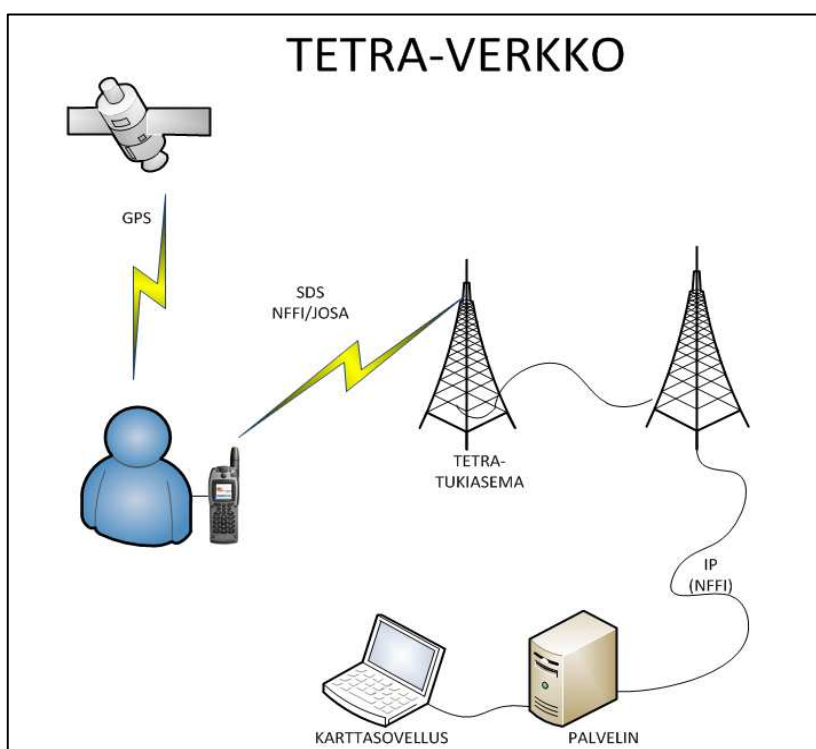 TETRA-VERKKO
GPS
SDS
NFFI/JOSA
TETRA-
TUKIASEMA
IP
(NFFI)
KARTTASOVELLUS
PALVELIN